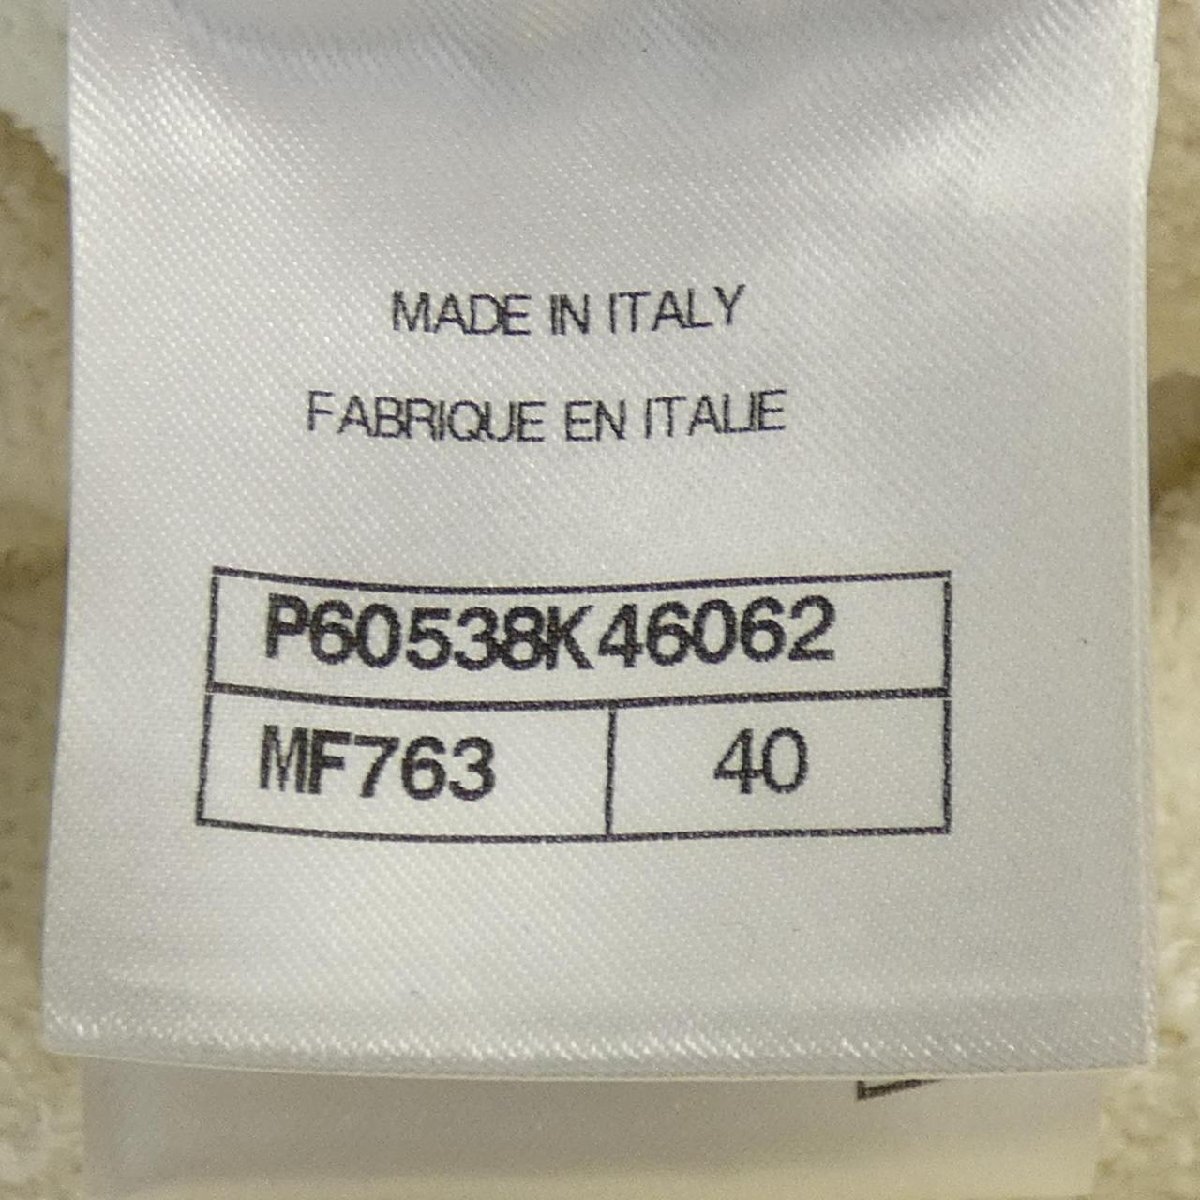 MADE IN ITALY
FABRIQUE EN ITALIE
P60538K46062
MF763 40